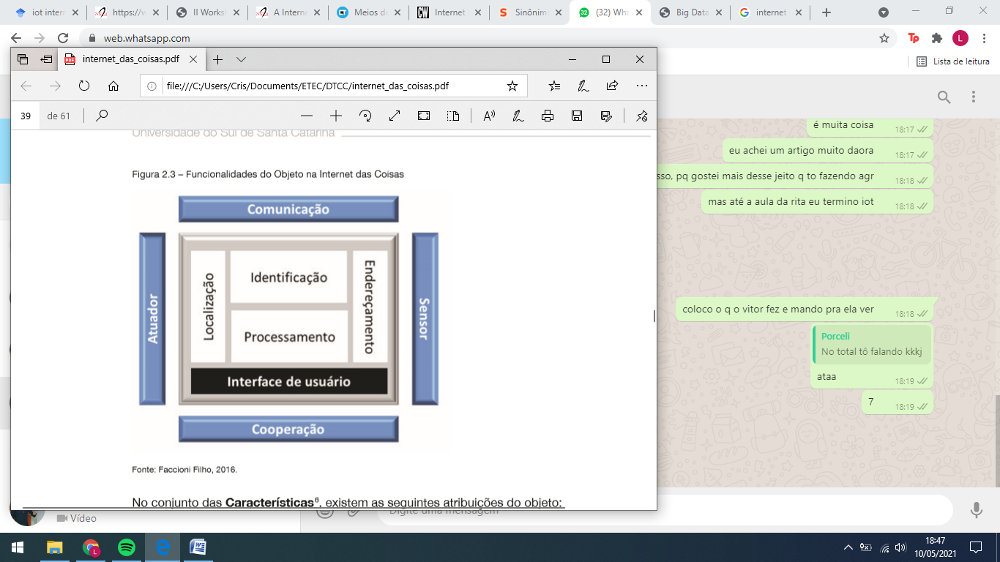 iot intern
https://w
II Works
A Interne
Meios de
Internet
Sinônim
(32) Wha
Big Data
internet
web.whatsapp.com
L
Lista de leitura
internet_das_coisas.pdf
file:///C:/Users/Cris/Documents/ETEC/DTCC/internet_das_coisas.pdf
39 de 61
Universidade do Sul de Santa Catarina
Figura 2.3 – Funcionalidades do Objeto na Internet das Coisas
Comunicação
Atuador
Localização
Identificação
Processamento
Endereçamento
Sensor
Interface de usuário
Cooperação
Fonte: Faccioni Filho, 2016.
No conjunto das Características⁶, existem as seguintes atribuições do objeto:
é muita coisa 18:17
eu achei um artigo muito daora 18:17
sso, pq gostei mais desse jeito q to fazendo agr 18:18
mas até a aula da rita eu termino iot 18:18
coloco o q o vitor fez e mando pra ela ver 18:18
Porceli
No total tô falando kkkj
ataa 18:19
7 18:19
Vídeo
Digite uma mensagem
18:47
10/05/2021